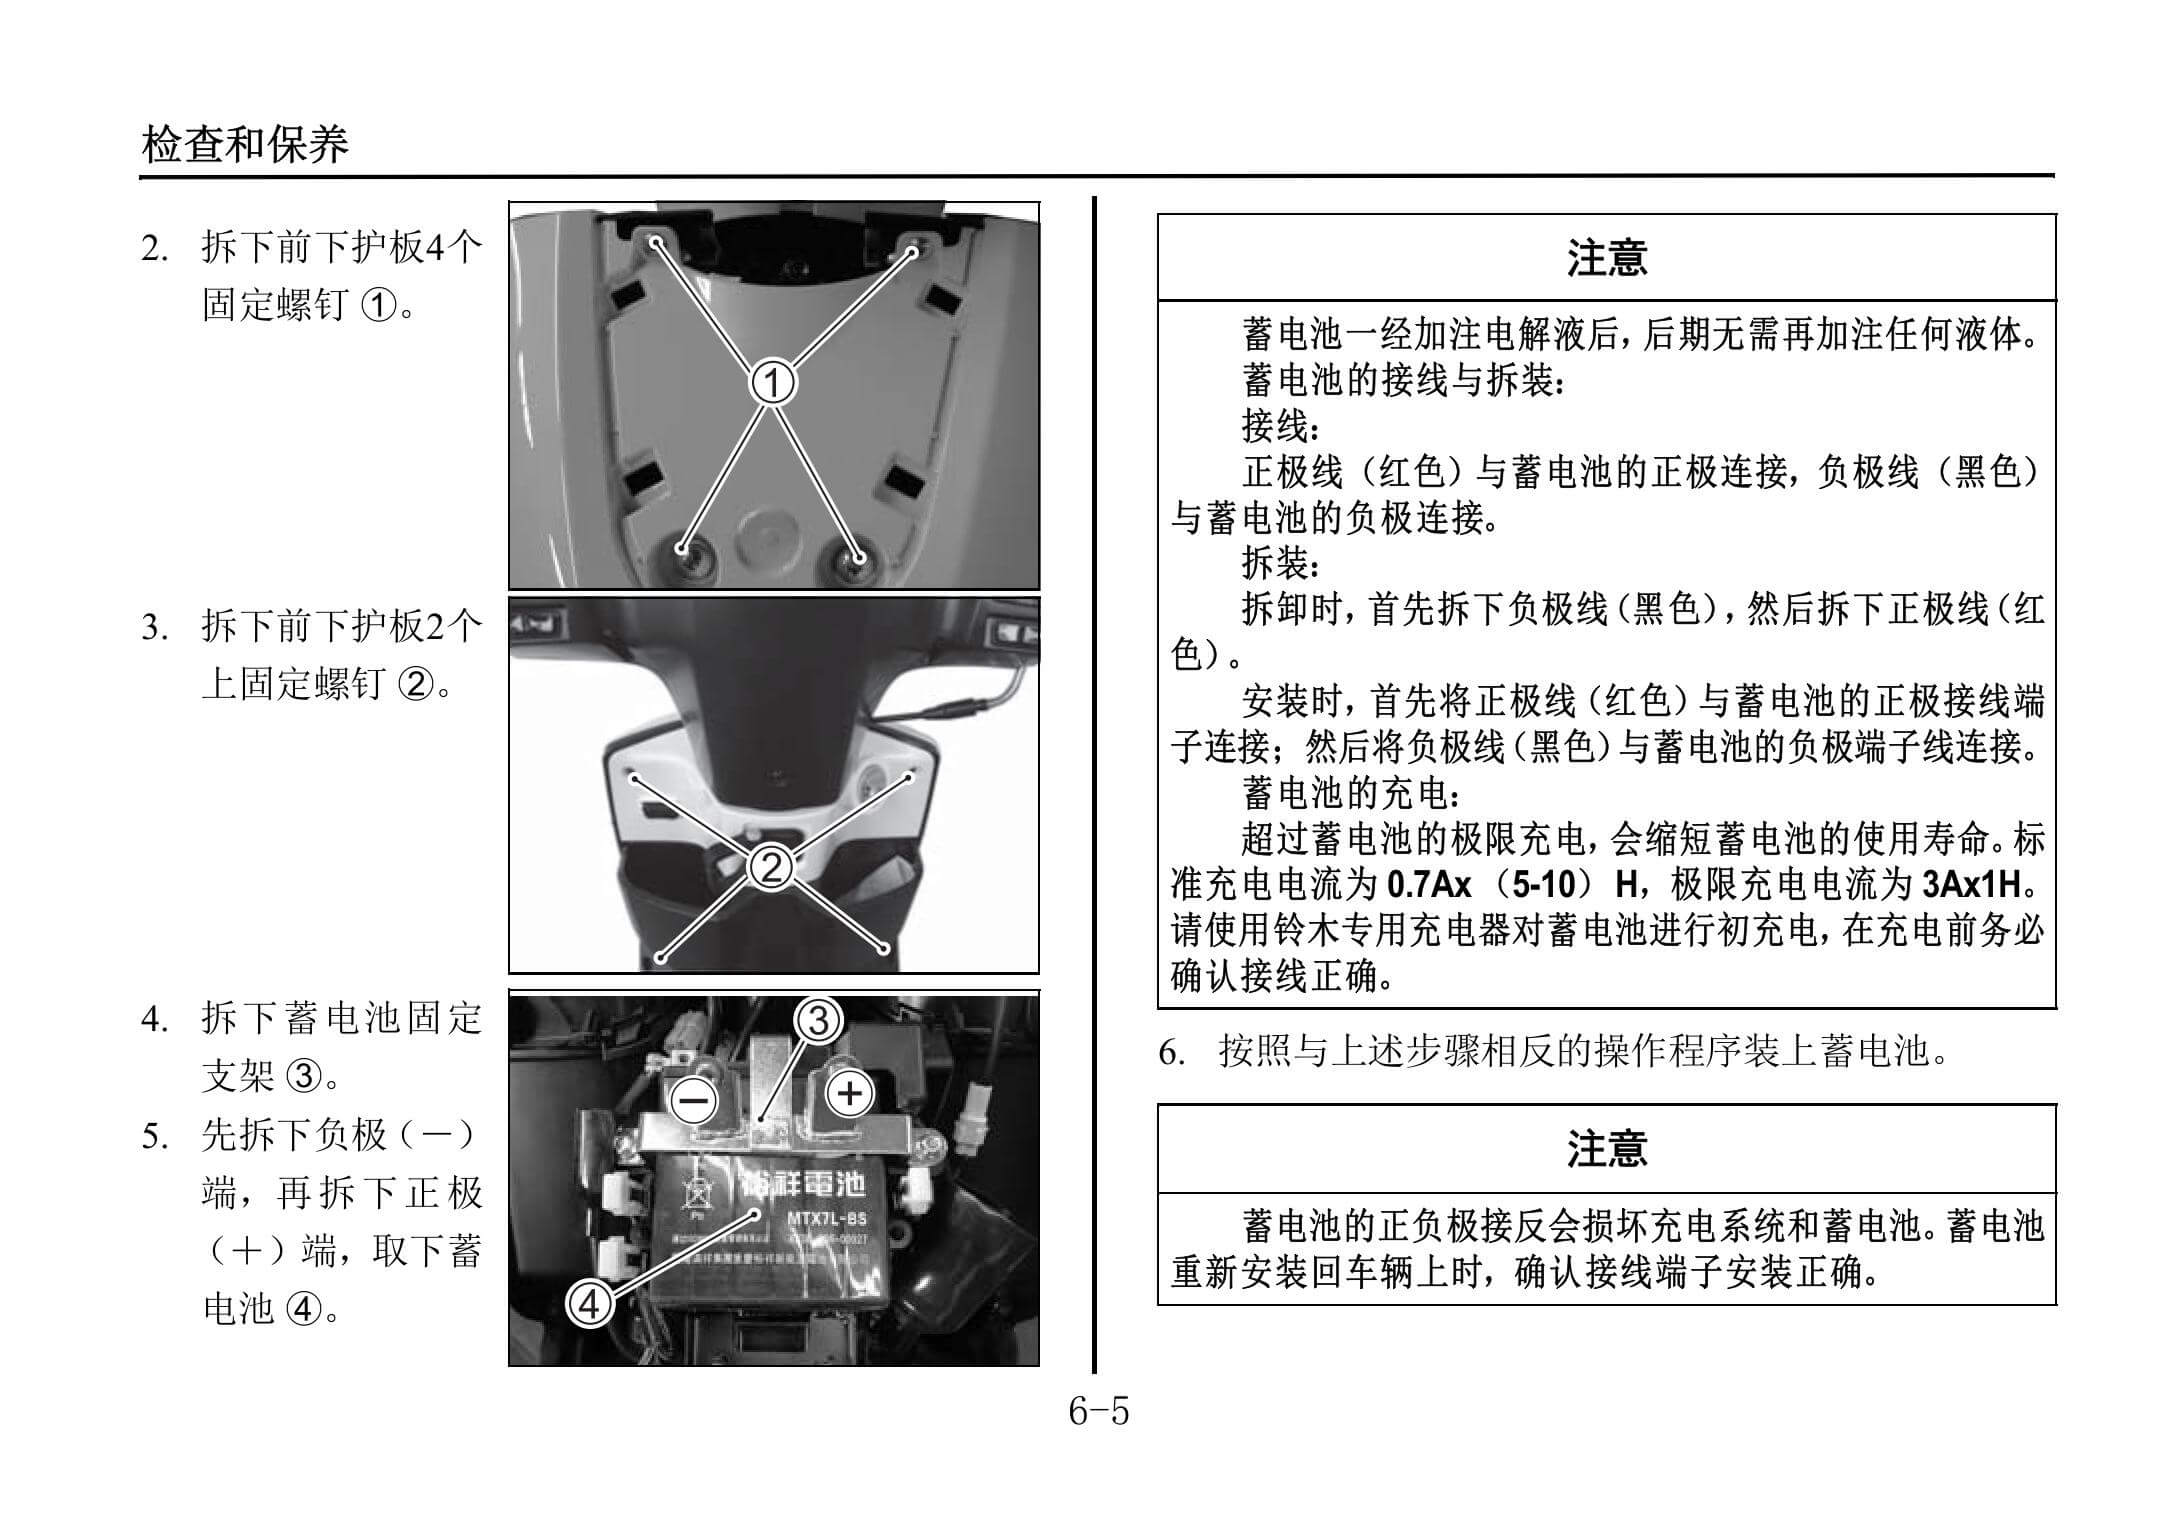 检查和保养
2. 拆下前下护板4个
固定螺钉 ①。
①
3. 拆下前下护板2个
上固定螺钉 ②。
②
4. 拆下蓄电池固定
支架 ③。
5. 先拆下负极（－）
端，再拆下正极
（＋）端，取下蓄
电池 ④。
③
－
＋
裕祥電池
Pb
MTX7L-BS
④
注意
蓄电池一经加注电解液后，后期无需再加注任何液体。
蓄电池的接线与拆装：
接线：
正极线（红色）与蓄电池的正极连接，负极线（黑色）
与蓄电池的负极连接。
拆装：
拆卸时，首先拆下负极线（黑色），然后拆下正极线（红
色）。
安装时，首先将正极线（红色）与蓄电池的正极接线端
子连接；然后将负极线（黑色）与蓄电池的负极端子线连接。
蓄电池的充电：
超过蓄电池的极限充电，会缩短蓄电池的使用寿命。标
准充电电流为 0.7Ax （5-10） H，极限充电电流为 3Ax1H。
请使用铃木专用充电器对蓄电池进行初充电，在充电前务必
确认接线正确。
6. 按照与上述步骤相反的操作程序装上蓄电池。
注意
蓄电池的正负极接反会损坏充电系统和蓄电池。蓄电池
重新安装回车辆上时，确认接线端子安装正确。
6-5